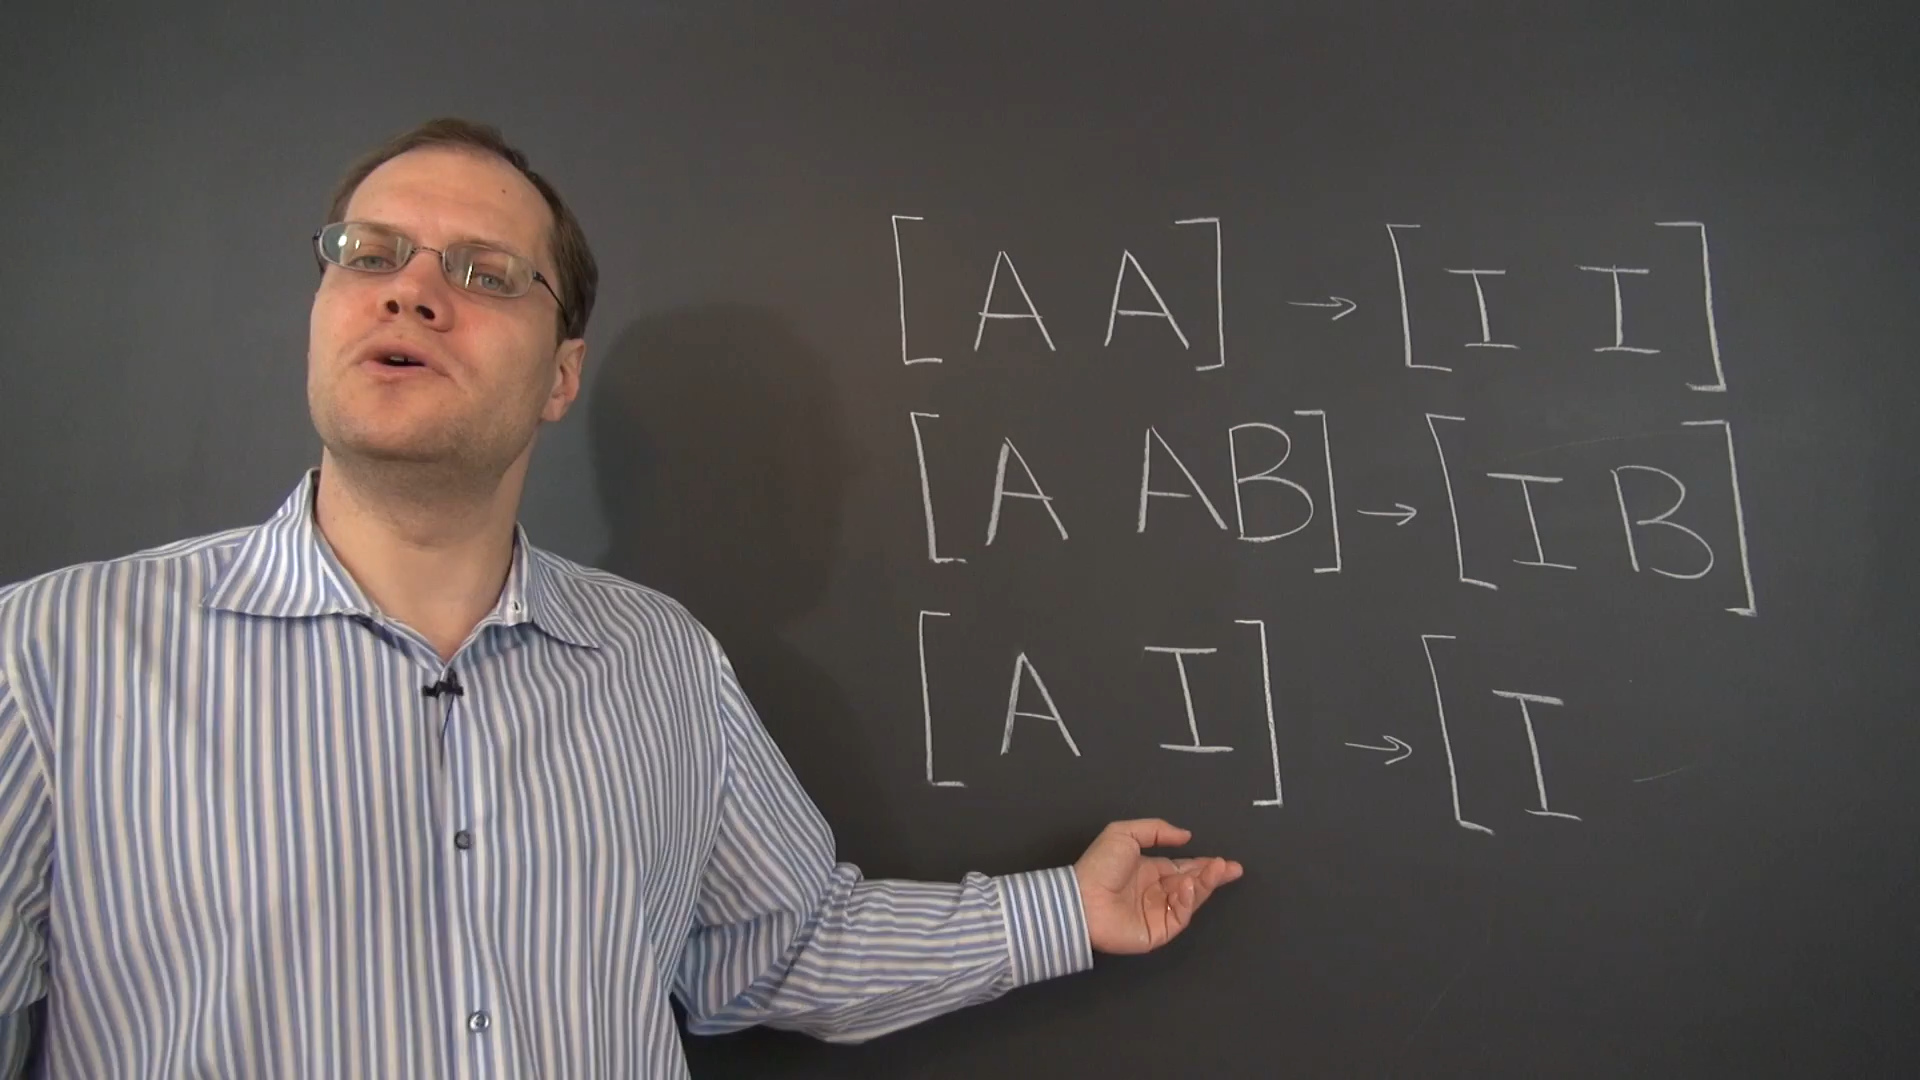 [ A A ] → [ I I ]
[ A AB ] → [ I B ]
[ A I ] → [ I